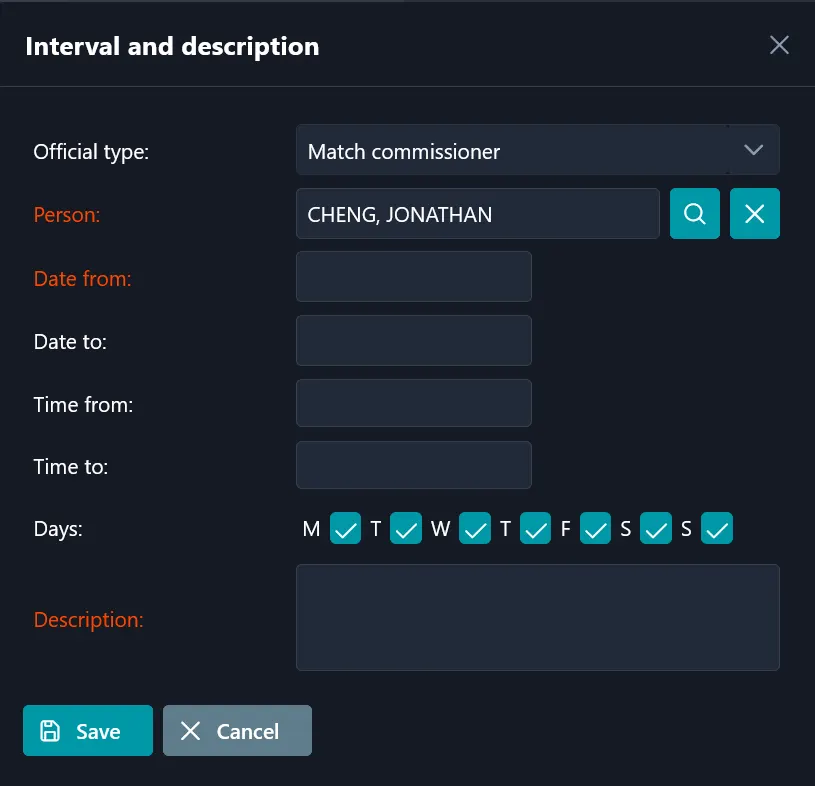 Interval and description
Official type: Match commissioner
Person: CHENG, JONATHAN
Date from:
Date to:
Time from:
Time to:
Days: M T W T F S S
Description:
Save Cancel